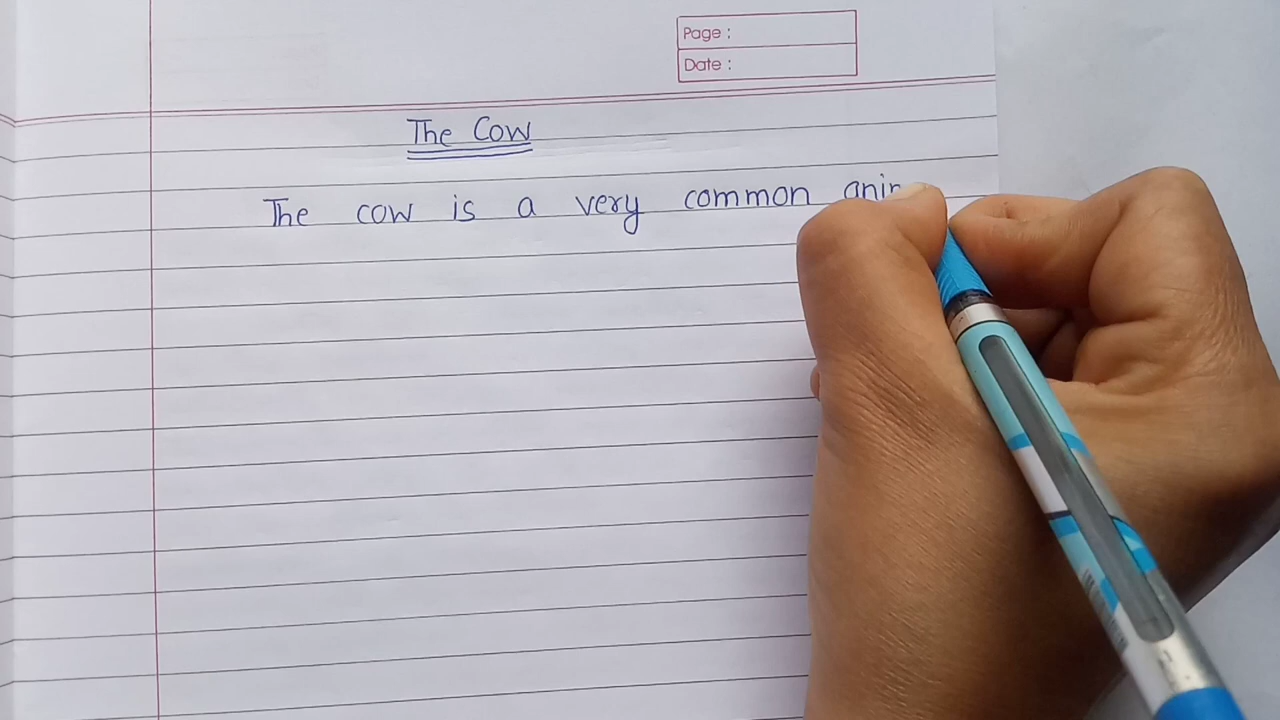 Page :
Date :
The Cow
The cow is a very common